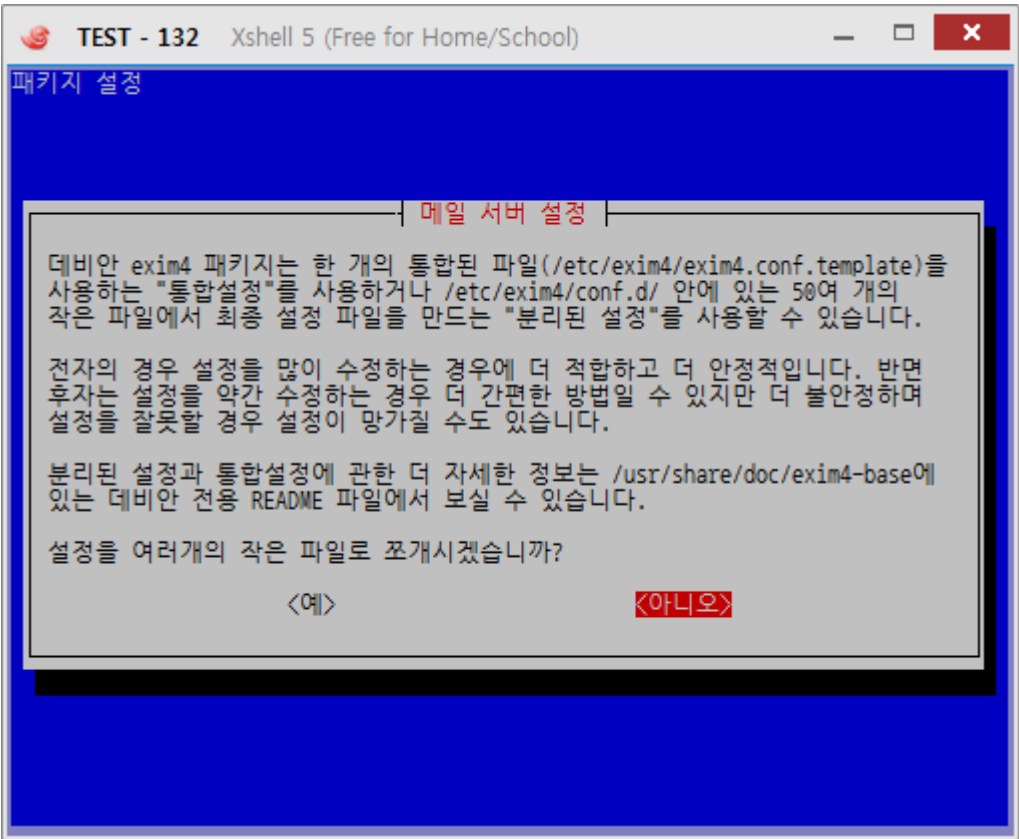 TEST - 132 Xshell 5 (Free for Home/School)
패키지 설정
메일 서버 설정
데비안 exim4 패키지는 한 개의 통합된 파일(/etc/exim4/exim4.conf.template)을
사용하는 "통합설정"를 사용하거나 /etc/exim4/conf.d/ 안에 있는 50여 개의
작은 파일에서 최종 설정 파일을 만드는 "분리된 설정"를 사용할 수 있습니다.
전자의 경우 설정을 많이 수정하는 경우에 더 적합하고 더 안정적입니다. 반면
후자는 설정을 약간 수정하는 경우 더 간편한 방법일 수 있지만 더 불안정하며
설정을 잘못할 경우 설정이 망가질 수도 있습니다.
분리된 설정과 통합설정에 관한 더 자세한 정보는 /usr/share/doc/exim4-base에
있는 데비안 전용 README 파일에서 보실 수 있습니다.
설정을 여러개의 작은 파일로 쪼개시겠습니까?
<예> <아니오>